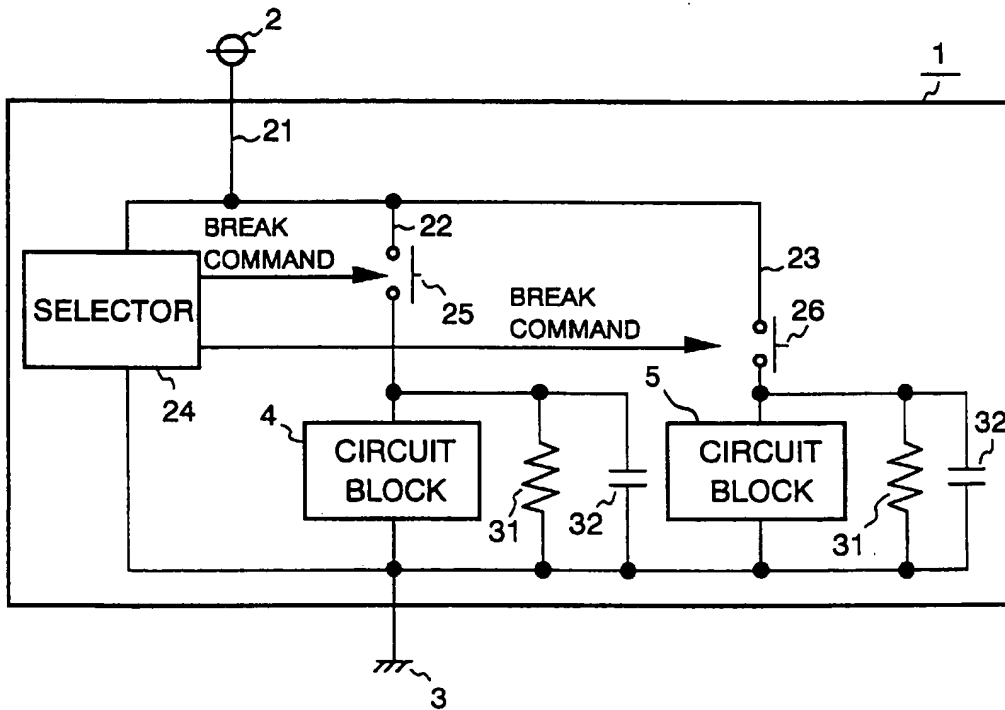 2
1
21
BREAK
COMMAND
22
23
SELECTOR
25
BREAK
COMMAND
26
24
4
5
32
CIRCUIT
BLOCK
31
32
CIRCUIT
BLOCK
31
3